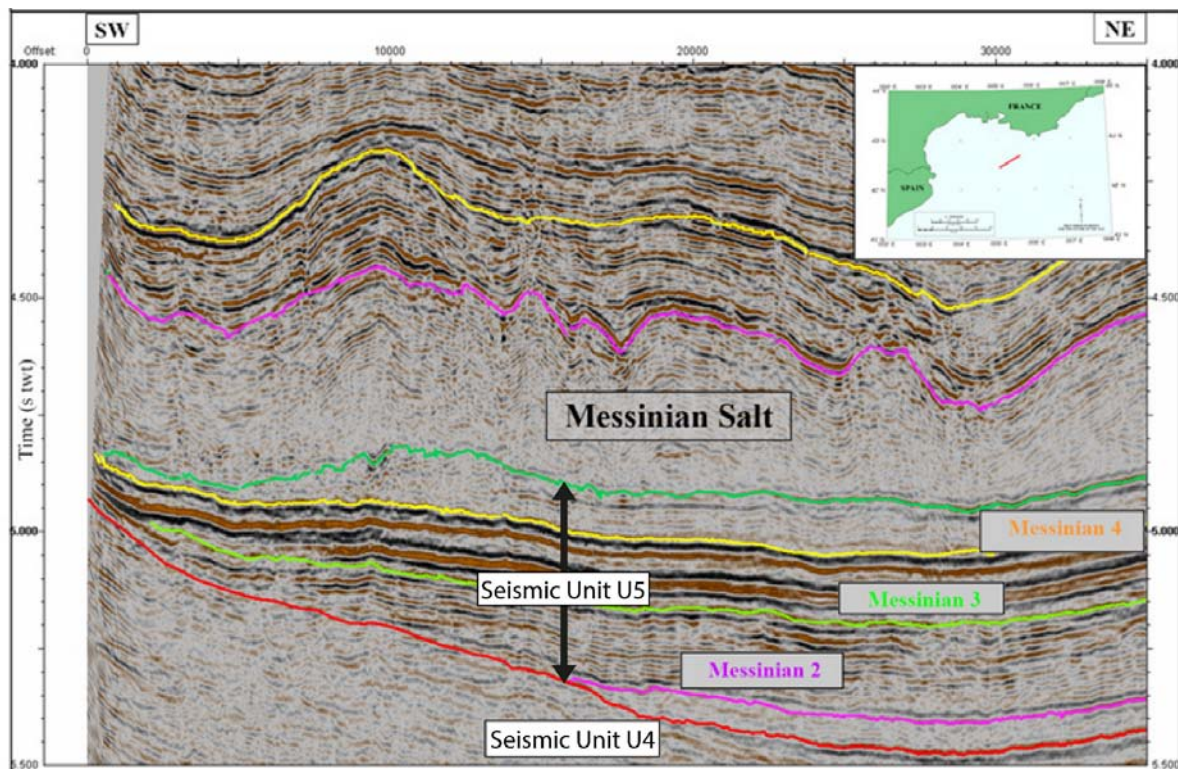 SW
NE
Offset: 0 10000 20000 30000
4.000
4.000
FRANCE
SPAIN
4.500
4.500
Time (s twt)
Messinian Salt
5.000
5.000
Messinian 4
Seismic Unit U5
Messinian 3
Messinian 2
Seismic Unit U4
5.500
5.500